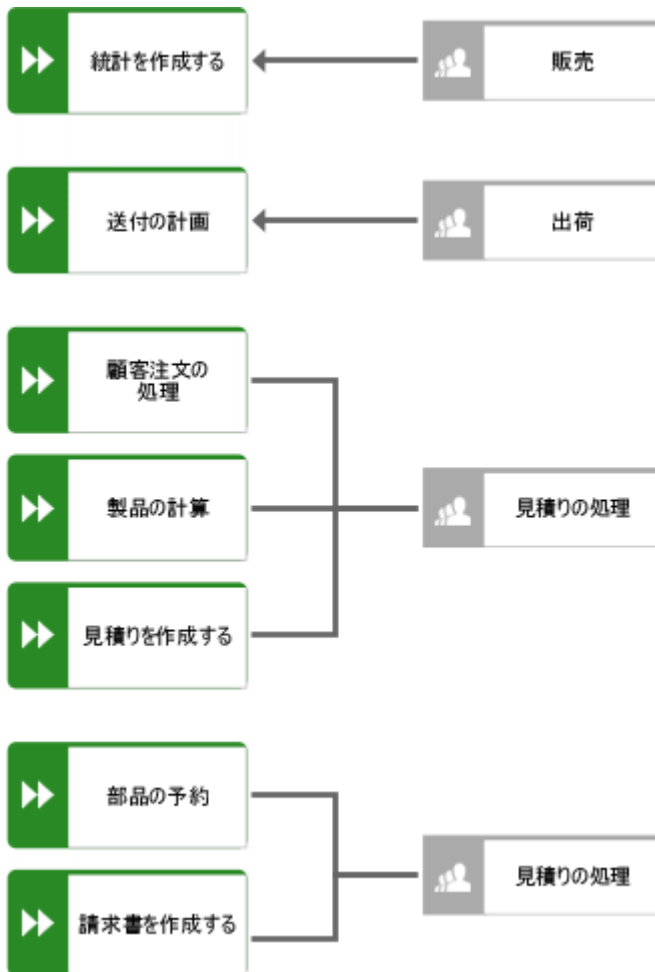 統計を作成する
販売
送付の計画
出荷
顧客注文の
処理
製品の計算
見積りの処理
見積りを作成する
部品の予約
見積りの処理
請求書を作成する